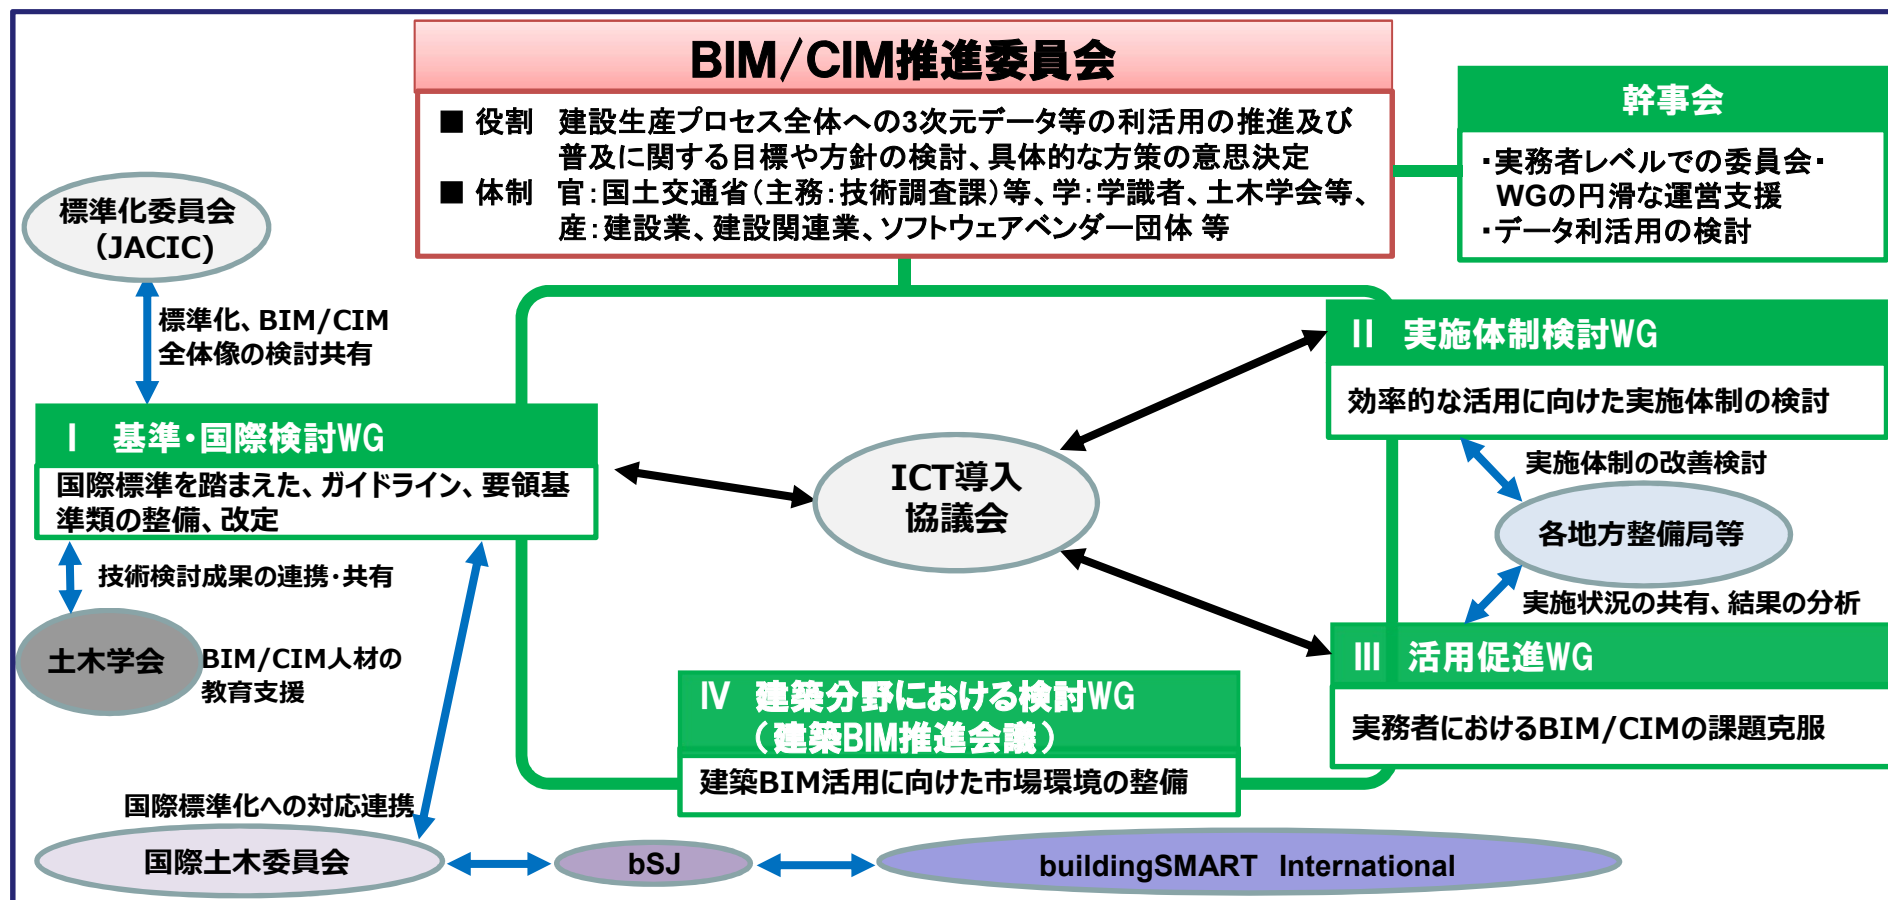 BIM/CIM推進委員会
■ 役割 建設生産プロセス全体への3次元データ等の利活用の推進及び
普及に関する目標や方針の検討、具体的な方策の意思決定
■ 体制 官：国土交通省（主務：技術調査課）等、学：学識者、土木学会等、
産：建設業、建設関連業、ソフトウェアベンダー団体 等
幹事会
・実務者レベルでの委員会・
WGの円滑な運営支援
・データ利活用の検討
標準化委員会
（JACIC）
標準化、BIM/CIM
全体像の検討共有
Ⅰ 基準・国際検討WG
国際標準を踏まえた、ガイドライン、要領基
準類の整備、改定
技術検討成果の連携・共有
土木学会
BIM/CIM人材の
教育支援
ICT導入
協議会
Ⅱ 実施体制検討WG
効率的な活用に向けた実施体制の検討
実施体制の改善検討
各地方整備局等
実施状況の共有、結果の分析
Ⅲ 活用促進WG
実務者におけるBIM/CIMの課題克服
Ⅳ 建築分野における検討WG
（建築BIM推進会議）
建築BIM活用に向けた市場環境の整備
国際標準化への対応連携
国際土木委員会
bSJ
buildingSMART International